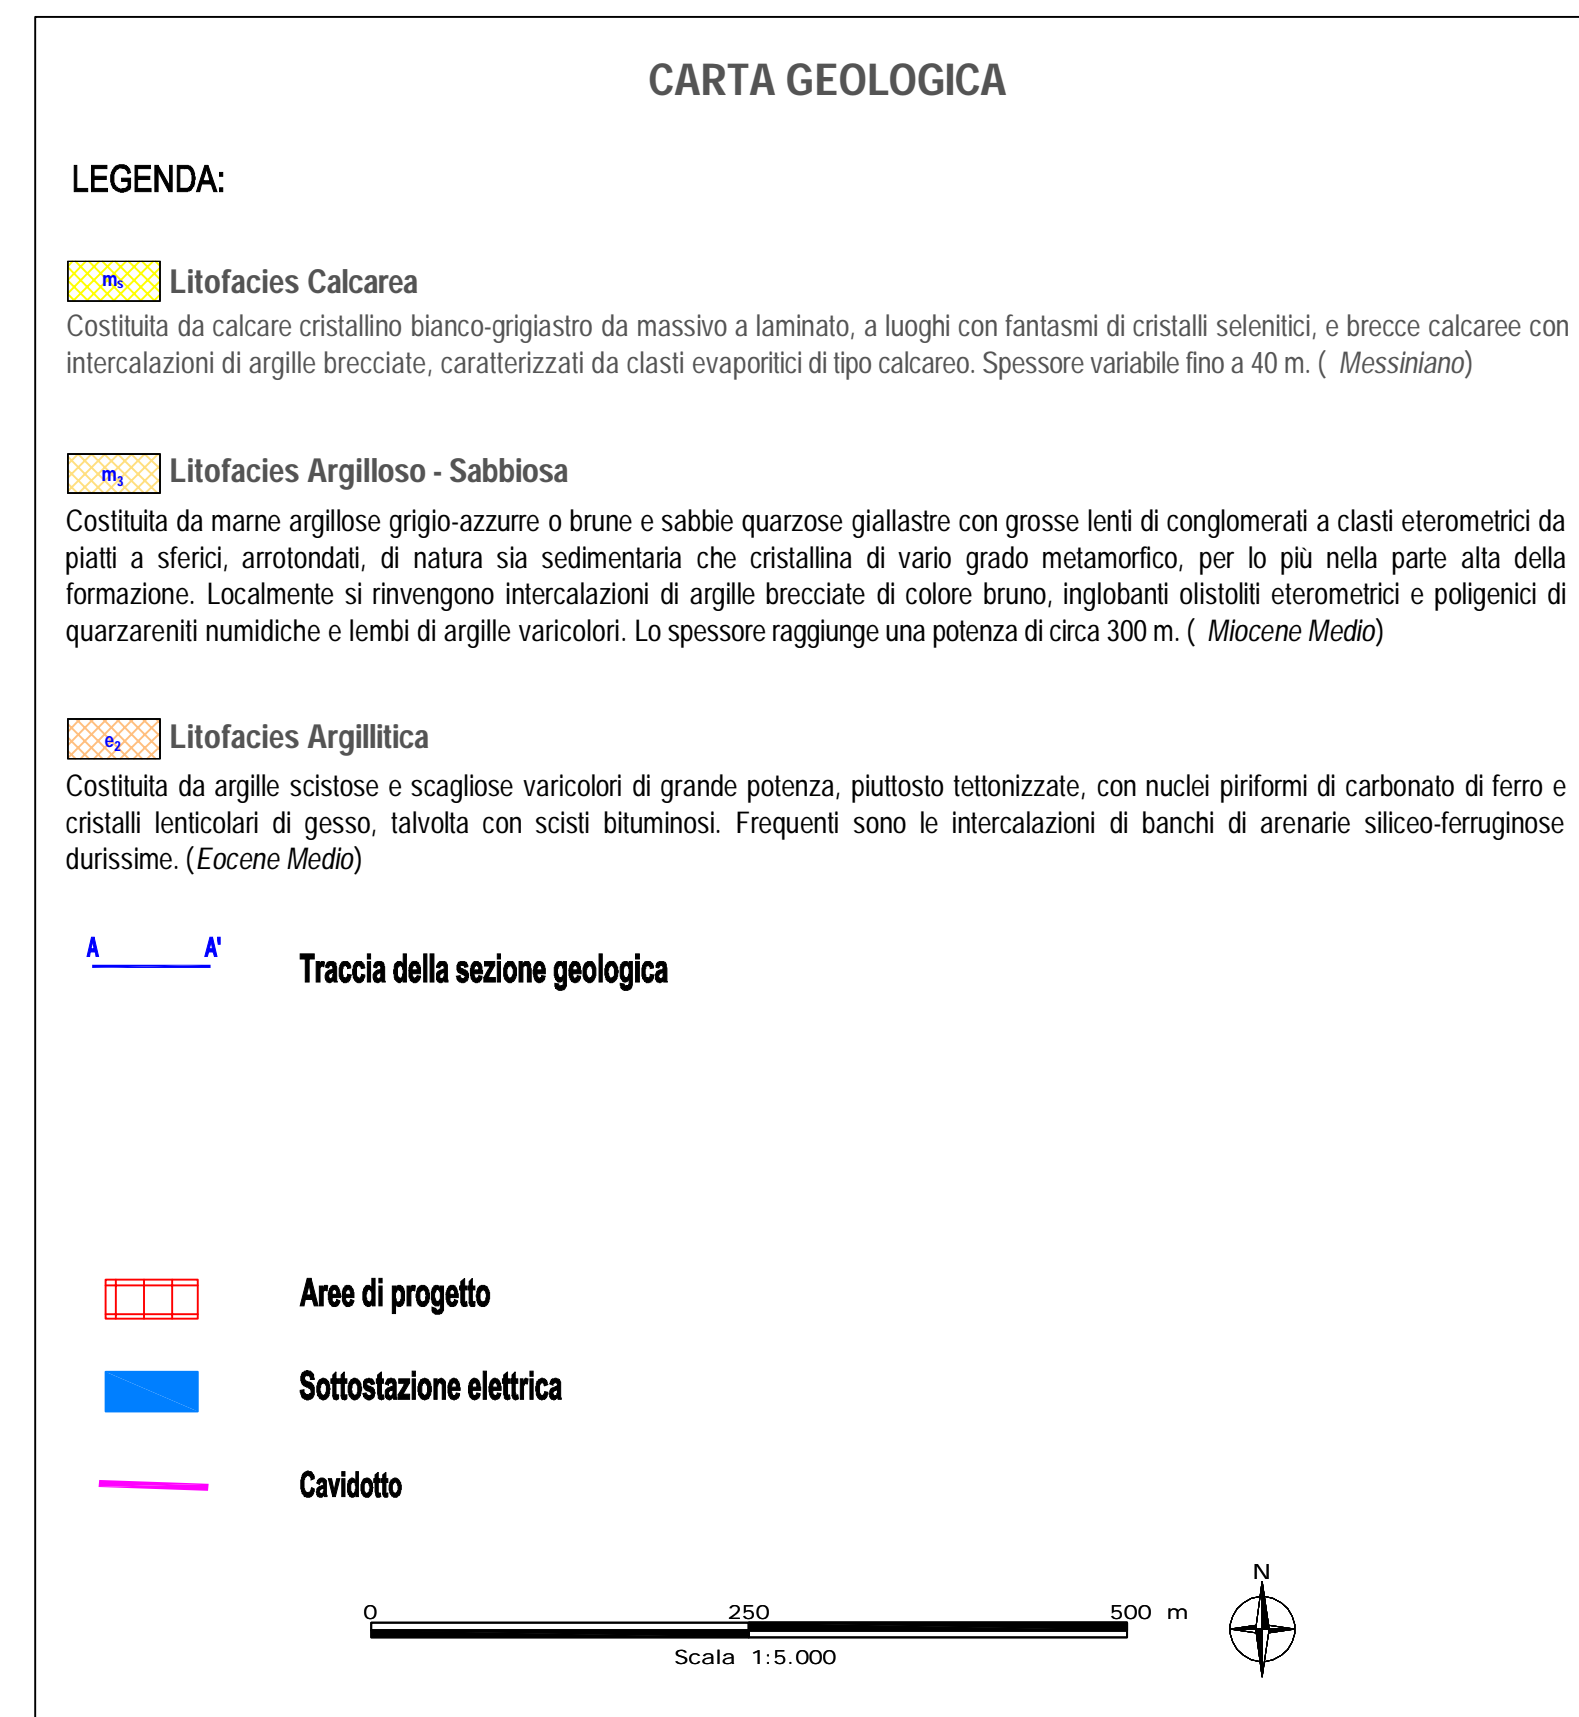 CARTA GEOLOGICA
LEGENDA:
ms Litofacies Calcarea
Costituita da calcare cristallino bianco-grigiastro da massivo a laminato, a luoghi con fantasmi di cristalli selenitici, e brecce calcaree con
intercalazioni di argille brecciate, caratterizzati da clasti evaporitici di tipo calcareo. Spessore variabile fino a 40 m. ( Messiniano)
m3 Litofacies Argilloso - Sabbiosa
Costituita da marne argillose grigio-azzurre o brune e sabbie quarzose giallastre con grosse lenti di conglomerati a clasti eterometrici da
piatti a sferici, arrotondati, di natura sia sedimentaria che cristallina di vario grado metamorfico, per lo più nella parte alta della
formazione. Localmente si rinvengono intercalazioni di argille brecciate di colore bruno, inglobanti olistoliti eterometrici e poligenici di
quarzareniti numidiche e lembi di argille varicolori. Lo spessore raggiunge una potenza di circa 300 m. ( Miocene Medio)
e2 Litofacies Argillitica
Costituita da argille scistose e scagliose varicolori di grande potenza, piuttosto tettonizzate, con nuclei piriformi di carbonato di ferro e
cristalli lenticolari di gesso, talvolta con scisti bituminosi. Frequenti sono le intercalazioni di banchi di arenarie siliceo-ferruginose
durissime. (Eocene Medio)
A A'
Traccia della sezione geologica
Aree di progetto
Sottostazione elettrica
Cavidotto
N
0 250 500 m
Scala 1:5.000